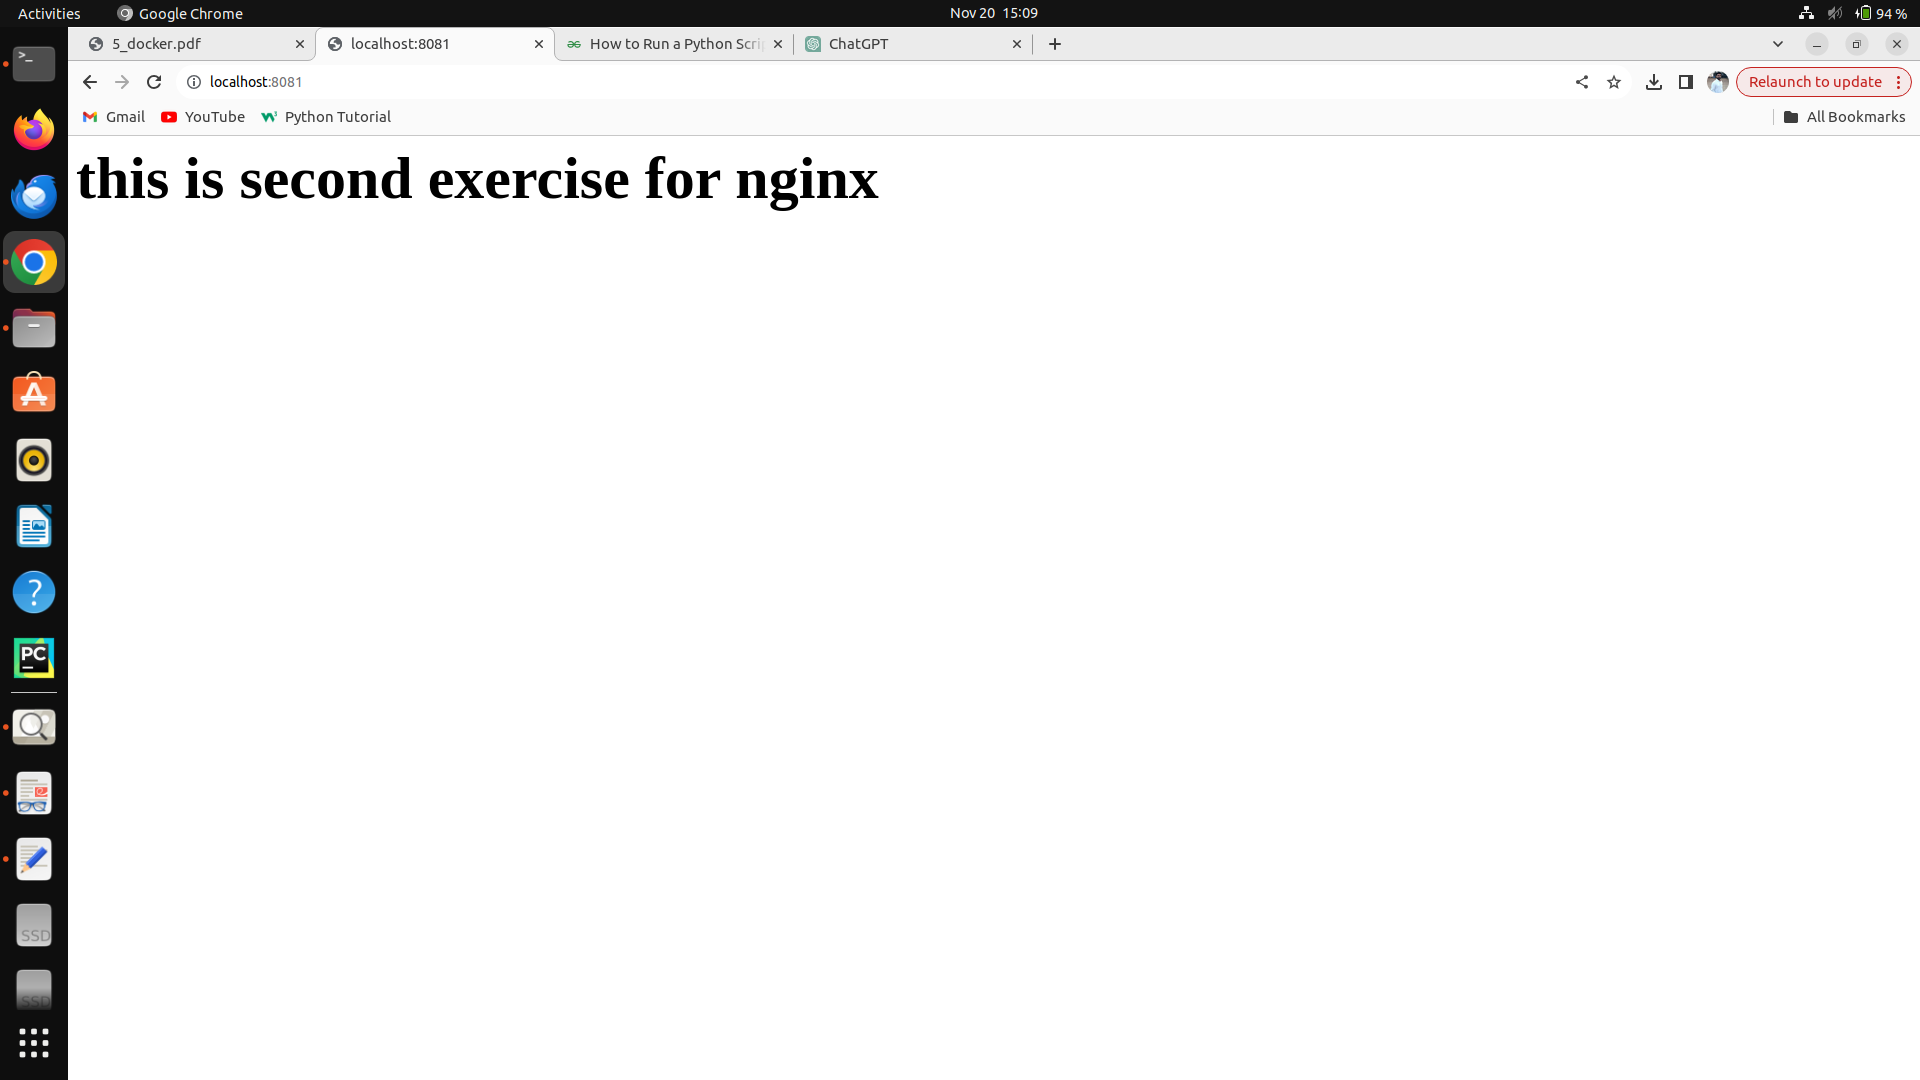 Activities
Google Chrome
Nov 20 15:09
94 %
5_docker.pdf
localhost:8081
How to Run a Python Scri
ChatGPT
localhost:8081
Relaunch to update
Gmail
YouTube
Python Tutorial
All Bookmarks
this is second exercise for nginx
>_
?
PC
SSD
SSD